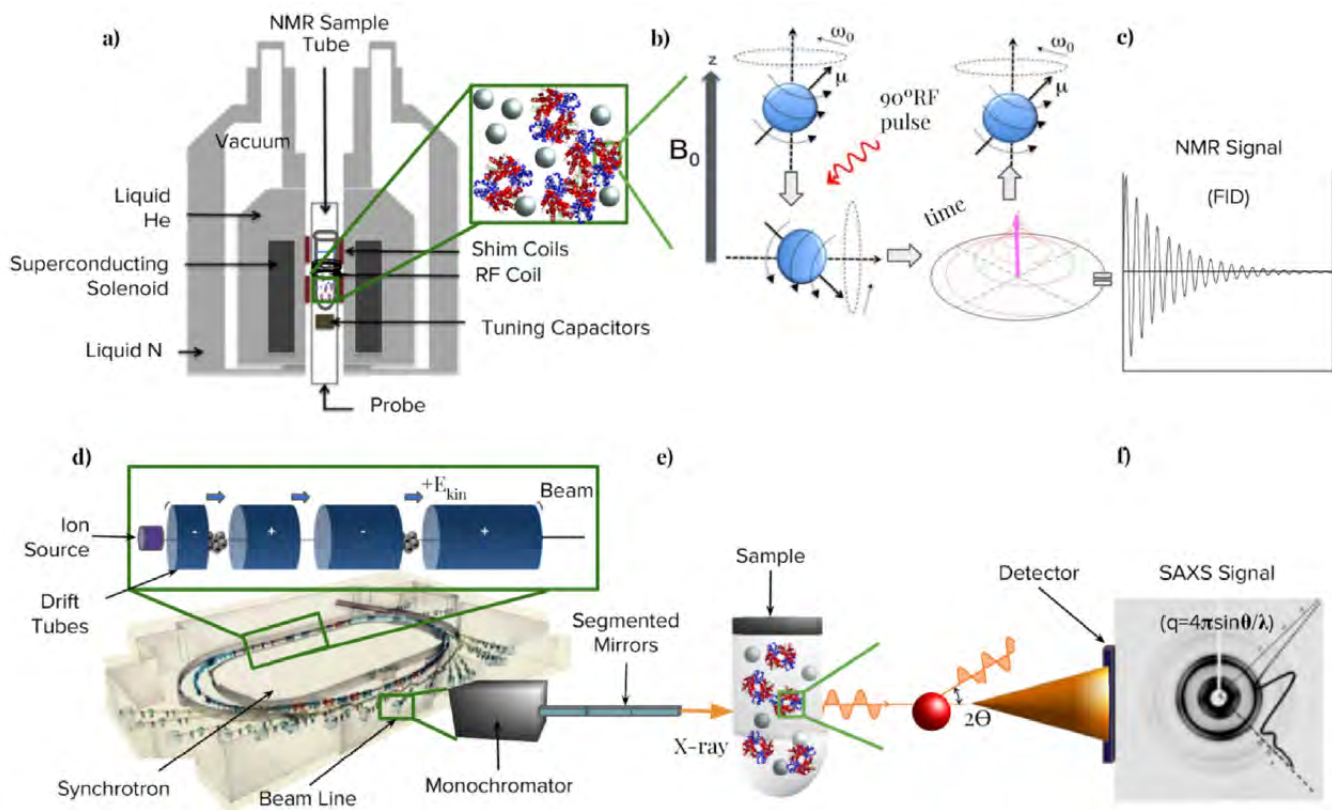 a)
NMR Sample
Tube
Vacuum
Liquid
He
Superconducting
Solenoid
Liquid N
Shim Coils
RF Coil
Tuning Capacitors
Probe
b)
z
B₀
ω₀
μ
90°RF
pulse
ω₀
μ
time
c)
NMR Signal
(FID)
d)
Ion
Source
-
+
-
+
+Eₖᵢₙ
Beam
Drift
Tubes
Synchrotron
Beam Line
Monochromator
Segmented
Mirrors
e)
Sample
X-ray
2Θ
Detector
f)
SAXS Signal
(q=4πsinθ/λ)